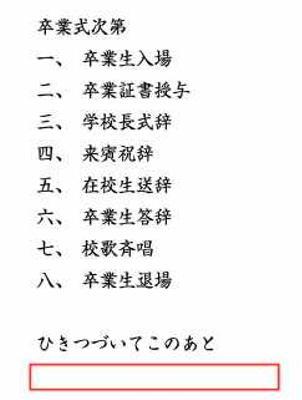 卒業式次第
一、 卒業生入場
二、 卒業証書授与
三、 学校長式辞
四、 来賓祝辞
五、 在校生送辞
六、 卒業生答辞
七、 校歌斉唱
八、 卒業生退場
ひきつづいてこのあと